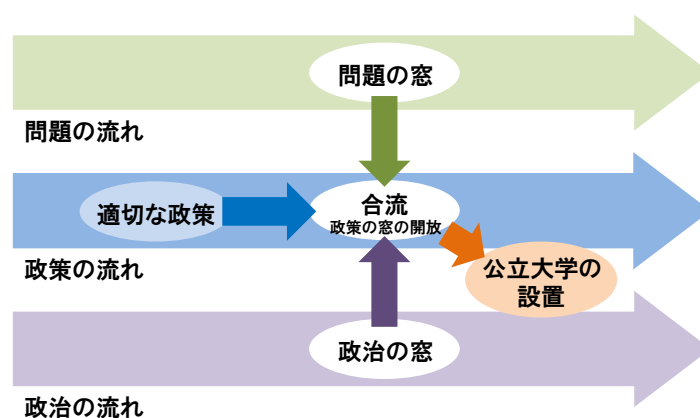 問題の窓
問題の流れ
適切な政策
合流
政策の窓の開放
政策の流れ
公立大学の
設置
政治の窓
政治の流れ